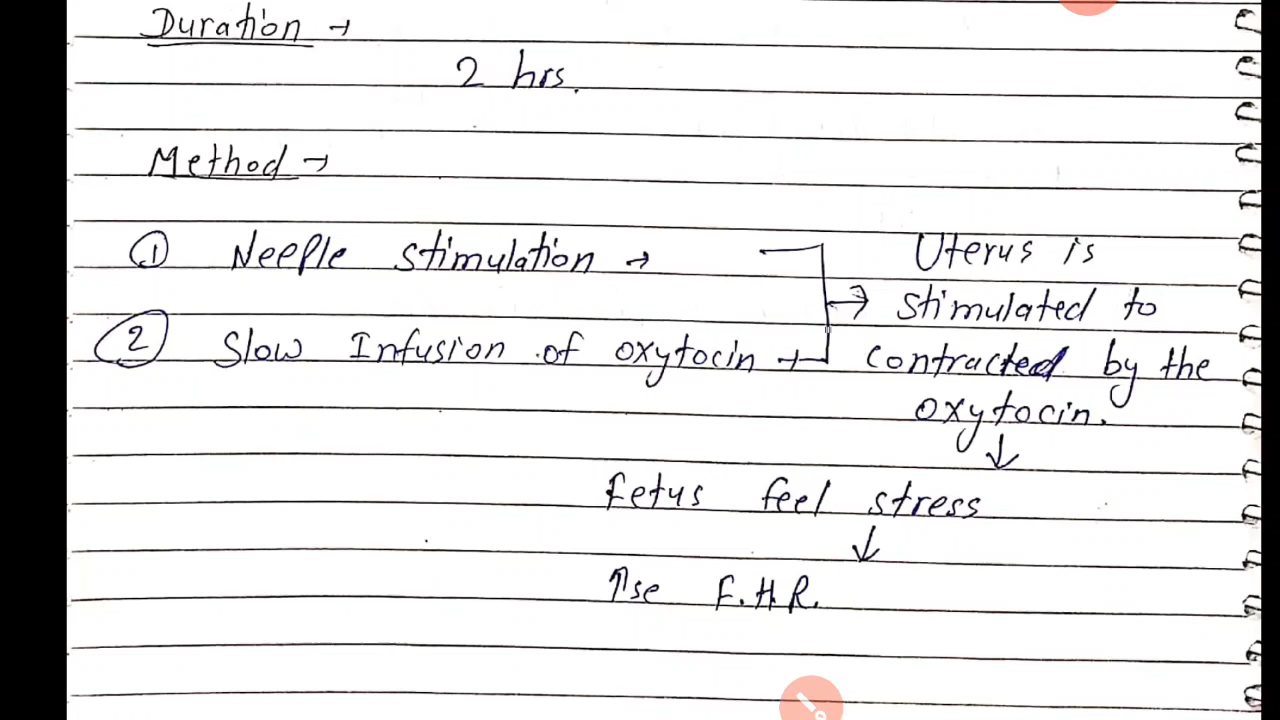 Duration →
2 hrs.
Method →
① Neeple stimulation → Uterus is
→ stimulated to
② Slow Infusion of oxytocin → contracted by the
oxytocin.
↓
Fetus feel stress
↓
↑se F.H.R.